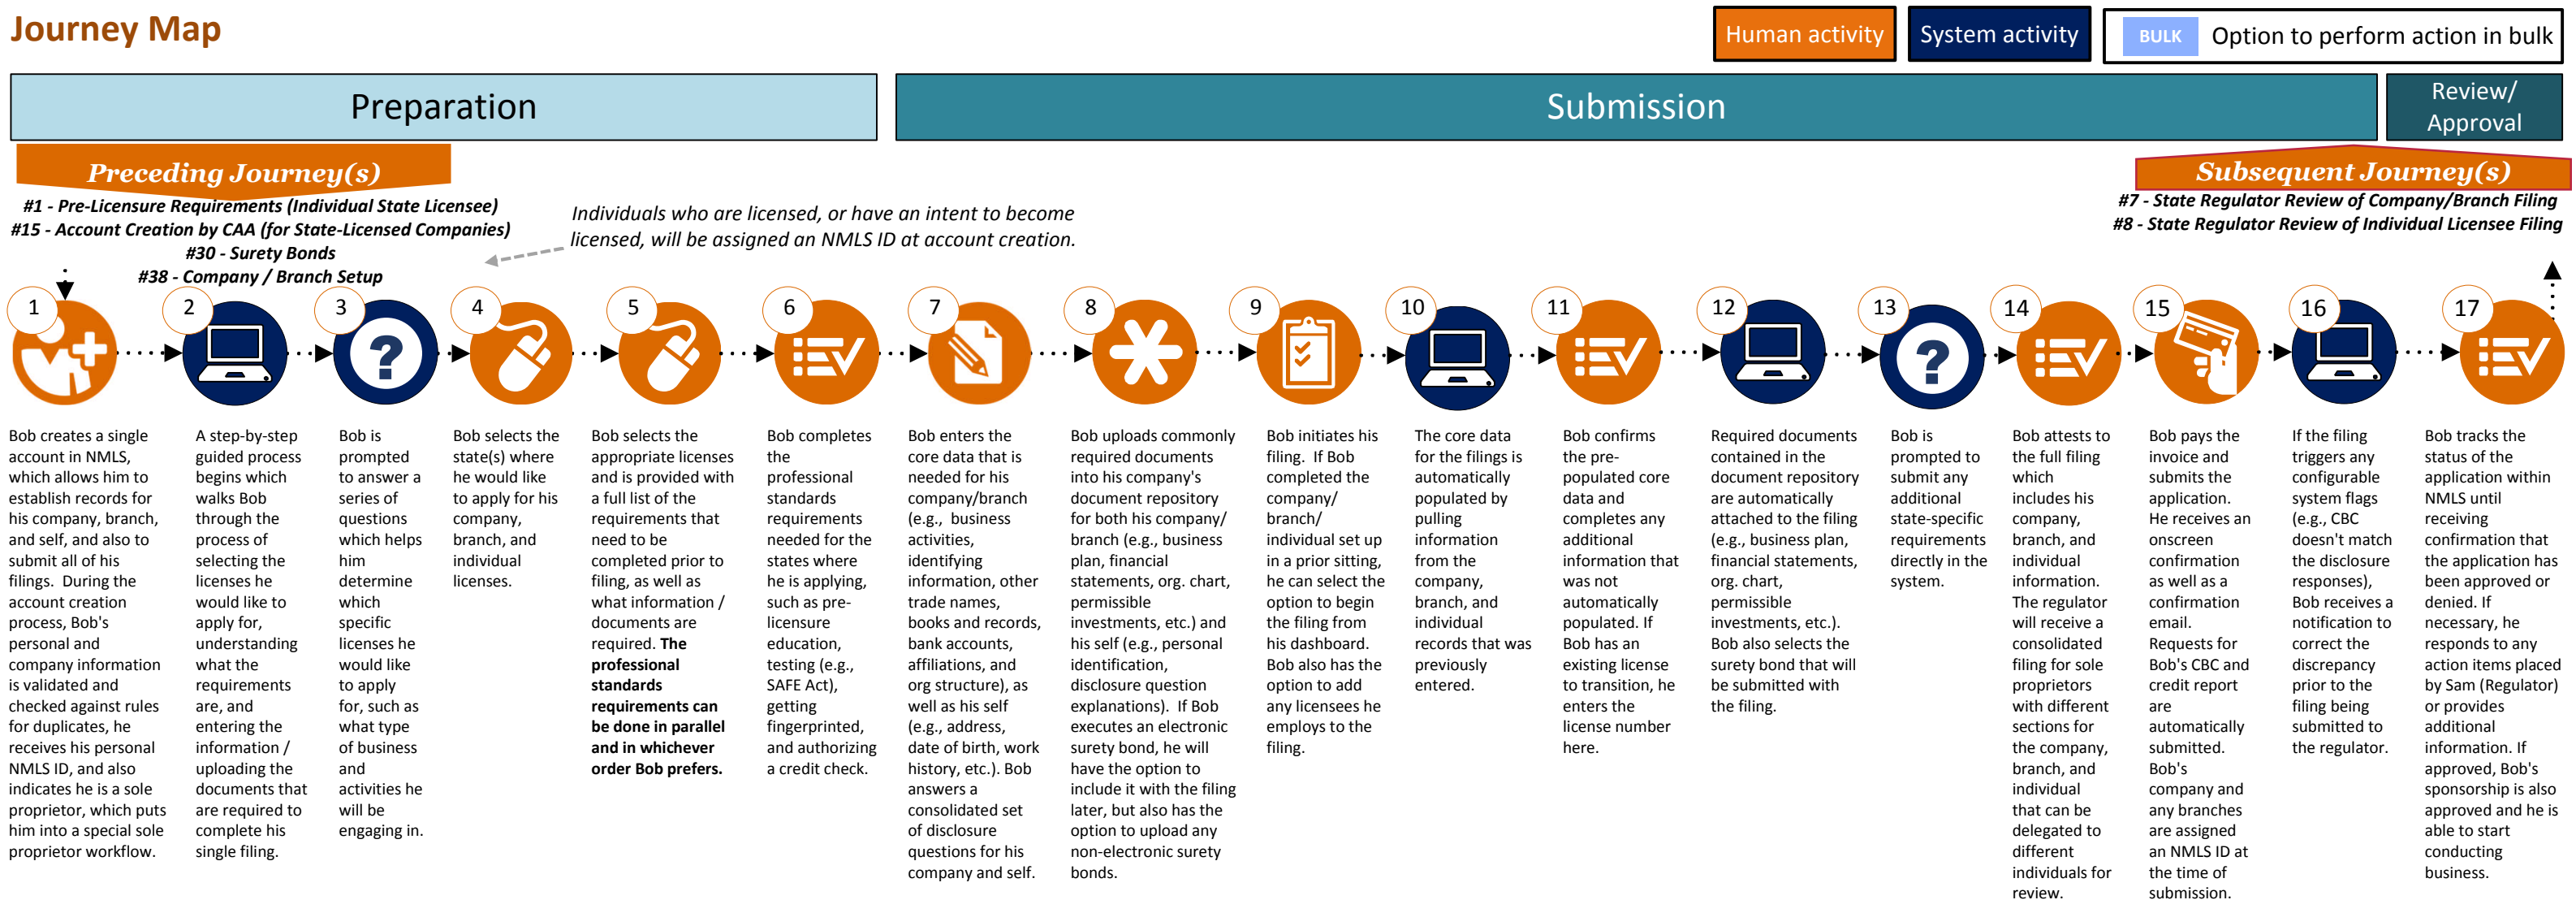 Journey Map
Human activity
System activity
BULK
Option to perform action in bulk
Preparation
Submission
Review/
Approval
Preceding Journey(s)
#1 - Pre-Licensure Requirements (Individual State Licensee)
#15 - Account Creation by CAA (for State-Licensed Companies)
#30 - Surety Bonds
#38 - Company / Branch Setup
Individuals who are licensed, or have an intent to become
licensed, will be assigned an NMLS ID at account creation.
Subsequent Journey(s)
#7 - State Regulator Review of Company/Branch Filing
#8 - State Regulator Review of Individual Licensee Filing
1
Bob creates a single
account in NMLS,
which allows him to
establish records for
his company, branch,
and self, and also to
submit all of his
filings. During the
account creation
process, Bob's
personal and
company information
is validated and
checked against rules
for duplicates, he
receives his personal
NMLS ID, and also
indicates he is a sole
proprietor, which puts
him into a special sole
proprietor workflow.
2
A step-by-step
guided process
begins which
walks Bob
through the
process of
selecting the
licenses he
would like to
apply for,
understanding
what the
requirements
are, and
entering the
information /
uploading the
documents that
are required to
complete his
single filing.
3
?
Bob is
prompted
to answer a
series of
questions
which helps
him
determine
which
specific
licenses he
would like
to apply
for, such as
what type
of business
and
activities he
will be
engaging in.
4
Bob selects the
state(s) where
he would like
to apply for his
company,
branch, and
individual
licenses.
5
Bob selects the
appropriate licenses
and is provided with
a full list of the
requirements that
need to be
completed prior to
filing, as well as
what information /
documents are
required. The
professional
standards
requirements can
be done in parallel
and in whichever
order Bob prefers.
6
Bob completes
the
professional
standards
requirements
needed for the
states where
he is applying,
such as pre-
licensure
education,
testing (e.g.,
SAFE Act),
getting
fingerprinted,
and authorizing
a credit check.
7
Bob enters the
core data that is
needed for his
company/branch
(e.g., business
activities,
identifying
information, other
trade names,
books and records,
bank accounts,
affiliations, and
org structure), as
well as his self
(e.g., address,
date of birth, work
history, etc.). Bob
answers a
consolidated set
of disclosure
questions for his
company and self.
8
Bob uploads commonly
required documents
into his company's
document repository
for both his company/
branch (e.g., business
plan, financial
statements, org. chart,
permissible
investments, etc.) and
his self (e.g., personal
identification,
disclosure question
explanations). If Bob
executes an electronic
surety bond, he will
have the option to
include it with the filing
later, but also has the
option to upload any
non-electronic surety
bonds.
9
Bob initiates his
filing. If Bob
completed the
company/
branch/
individual set up
in a prior sitting,
he can select the
option to begin
the filing from
his dashboard.
Bob also has the
option to add
any licensees he
employs to the
filing.
10
The core data
for the filings is
automatically
populated by
pulling
information
from the
company,
branch, and
individual
records that was
previously
entered.
11
Bob confirms
the pre-
populated core
data and
completes any
additional
information that
was not
automatically
populated. If
Bob has an
existing license
to transition, he
enters the
license number
here.
12
Required documents
contained in the
document repository
are automatically
attached to the filing
(e.g., business plan,
financial statements,
org. chart,
permissible
investments, etc.).
Bob also selects the
surety bond that will
be submitted with
the filing.
13
?
Bob is
prompted to
submit any
additional
state-specific
requirements
directly in the
system.
14
Bob attests to
the full filing
which
includes his
company,
branch, and
individual
information.
The regulator
will receive a
consolidated
filing for sole
proprietors
with different
sections for
the company,
branch, and
individual
that can be
delegated to
different
individuals for
review.
15
Bob pays the
invoice and
submits the
application.
He receives an
onscreen
confirmation
as well as a
confirmation
email.
Requests for
Bob's CBC and
credit report
are
automatically
submitted.
Bob's
company and
any branches
are assigned
an NMLS ID at
the time of
submission.
16
If the filing
triggers any
configurable
system flags
(e.g., CBC
doesn't match
the disclosure
responses),
Bob receives a
notification to
correct the
discrepancy
prior to the
filing being
submitted to
the regulator.
17
Bob tracks the
status of the
application within
NMLS until
receiving
confirmation that
the application has
been approved or
denied. If
necessary, he
responds to any
action items placed
by Sam (Regulator)
or provides
additional
information. If
approved, Bob's
sponsorship is also
approved and he is
able to start
conducting
business.